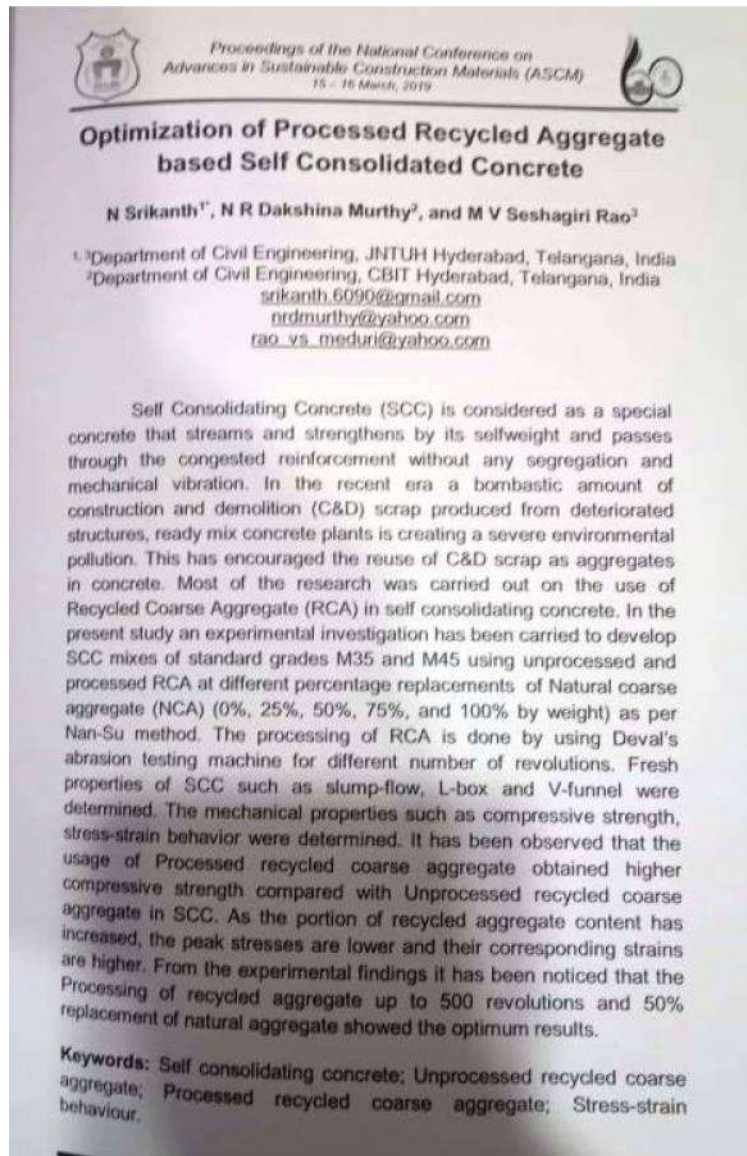 Proceedings of the National Conference on
Advances in Sustainable Construction Materials (ASCM)
15 - 16 March, 2019
Optimization of Processed Recycled Aggregate
based Self Consolidated Concrete
N Srikanth1*, N R Dakshina Murthy2, and M V Seshagiri Rao3
1, 3Department of Civil Engineering, JNTUH Hyderabad, Telangana, India
2Department of Civil Engineering, CBIT Hyderabad, Telangana, India
srikanth.6090@gmail.com
nrdmurthy@yahoo.com
rao_vs_meduri@yahoo.com
Self Consolidating Concrete (SCC) is considered as a special
concrete that streams and strengthens by its selfweight and passes
through the congested reinforcement without any segregation and
mechanical vibration. In the recent era a bombastic amount of
construction and demolition (C&D) scrap produced from deteriorated
structures, ready mix concrete plants is creating a severe environmental
pollution. This has encouraged the reuse of C&D scrap as aggregates
in concrete. Most of the research was carried out on the use of
Recycled Coarse Aggregate (RCA) in self consolidating concrete. In the
present study an experimental investigation has been carried to develop
SCC mixes of standard grades M35 and M45 using unprocessed and
processed RCA at different percentage replacements of Natural coarse
aggregate (NCA) (0%, 25%, 50%, 75%, and 100% by weight) as per
Nan-Su method. The processing of RCA is done by using Deval's
abrasion testing machine for different number of revolutions. Fresh
properties of SCC such as slump-flow, L-box and V-funnel were
determined. The mechanical properties such as compressive strength,
stress-strain behavior were determined. It has been observed that the
usage of Processed recycled coarse aggregate obtained higher
compressive strength compared with Unprocessed recycled coarse
aggregate in SCC. As the portion of recycled aggregate content has
increased, the peak stresses are lower and their corresponding strains
are higher. From the experimental findings it has been noticed that the
Processing of recycled aggregate up to 500 revolutions and 50%
replacement of natural aggregate showed the optimum results.
Keywords: Self consolidating concrete; Unprocessed recycled coarse
aggregate; Processed recycled coarse aggregate; Stress-strain
behaviour.